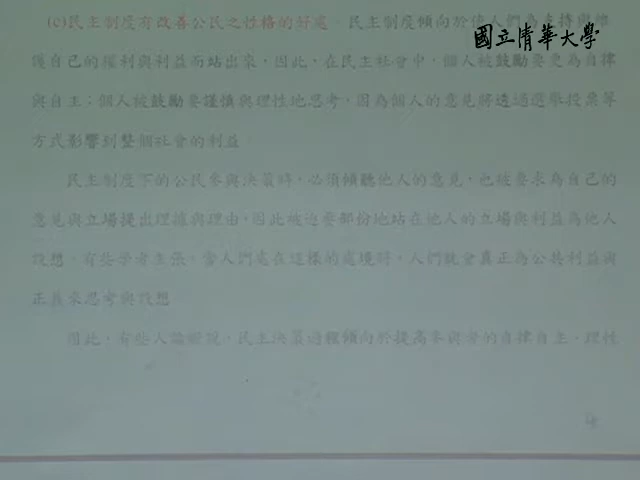 國立清華大學
(c)民主制度有改善公民之性格的好處。民主制度傾向於使人們為支持與維
護自己的權利與利益而站出來，因此，在民主社會中，個人被鼓勵要更為自律
與自主；個人被鼓勵要謹慎與理性地思考，因為個人的意見將透過選舉投票等
方式影響到整個社會的利益。
民主制度下的公民參與決策時，必須傾聽他人的意見，也被要求為自己的
意見與立場提出理據與理由，因此被迫要部份地站在他人的立場與利益為他人
設想。有些學者主張，當人們處在這樣的處境時，人們就會真正為公共利益與
正義來思考與設想。
因此，有些人論證說，民主決策過程傾向於提高參與者的自律自主、理性